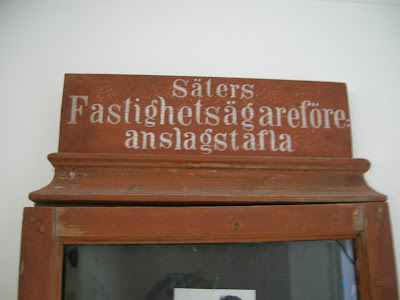 Säters
Fastighetsägareföre-
anslagstafla